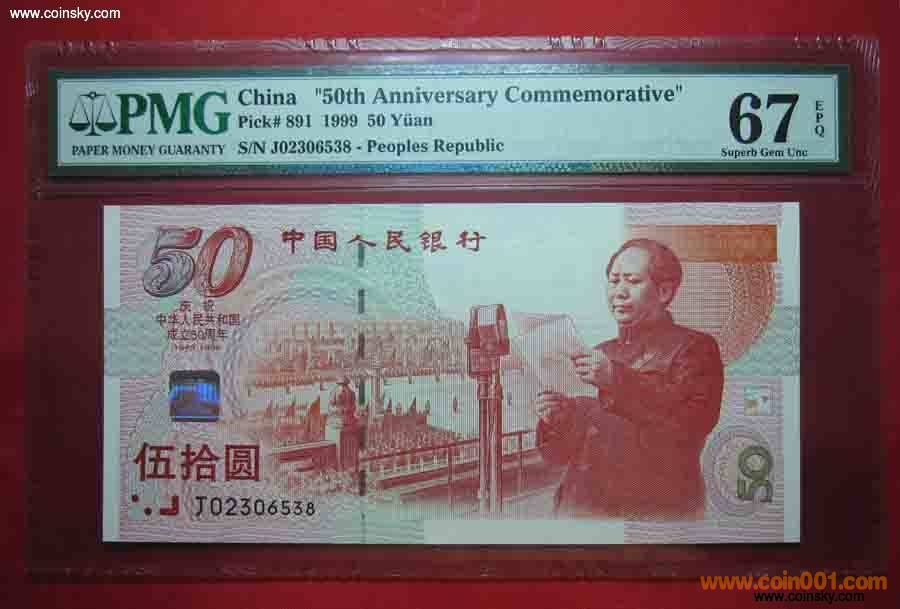 www.coinsky.com
PMG
PAPER MONEY GUARANTY
China "50th Anniversary Commemorative"
Pick# 891 1999 50 Yüan
S/N J02306538 - Peoples Republic
67
EPQ
Superb Gem Unc
50
中国人民银行
庆祝
中华人民共和国
成立50周年
1949-1999
伍拾圆
J02306538
50
www.coin001.com
www.coinsky.com